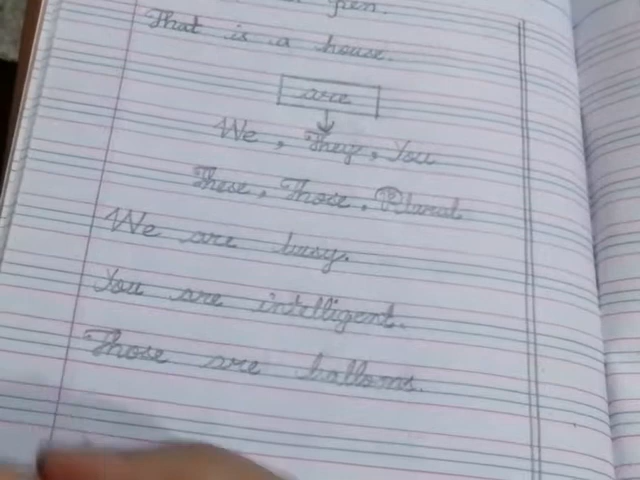 pen.
That is a house.
are
We, They, You
These, Those, Plural
We are busy.
You are intelligent.
Those are balloons.